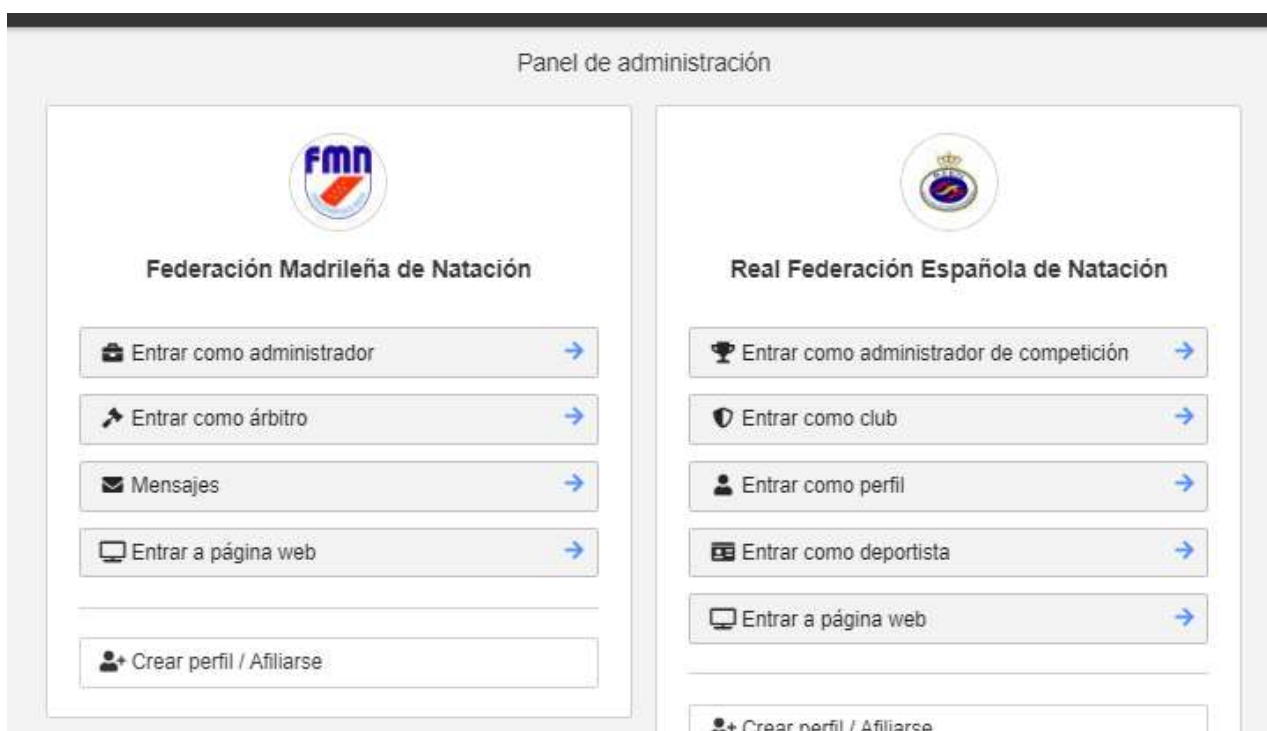 Panel de administración
FMN
Federación Madrileña de Natación
Entrar como administrador
Entrar como árbitro
Mensajes
Entrar a página web
Crear perfil / Afiliarse
Real Federación Española de Natación
Entrar como administrador de competición
Entrar como club
Entrar como perfil
Entrar como deportista
Entrar a página web
Crear perfil / Afiliarse